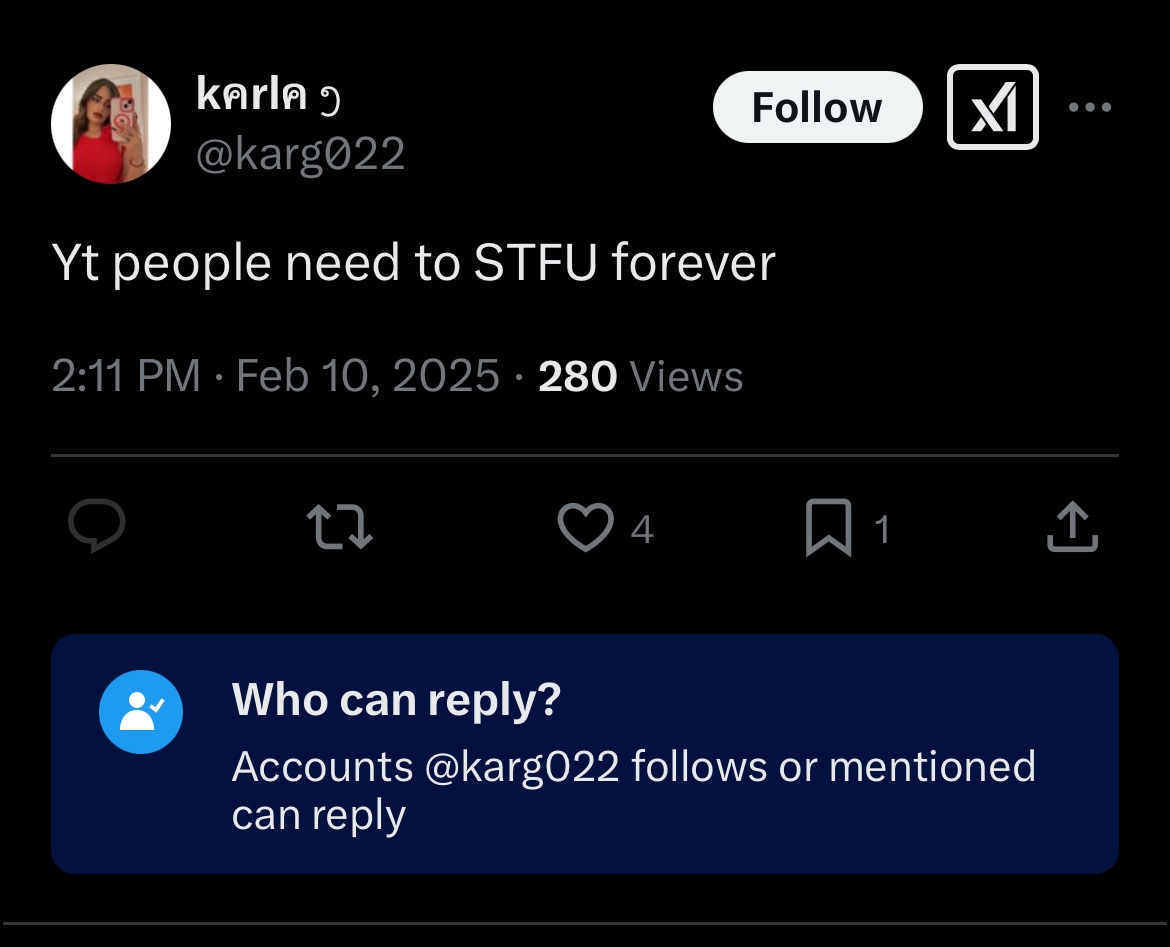 kคrlค ๑
@karg022
Follow
Yt people need to STFU forever
2:11 PM · Feb 10, 2025 · 280 Views
4
1
Who can reply?
Accounts @karg022 follows or mentioned
can reply